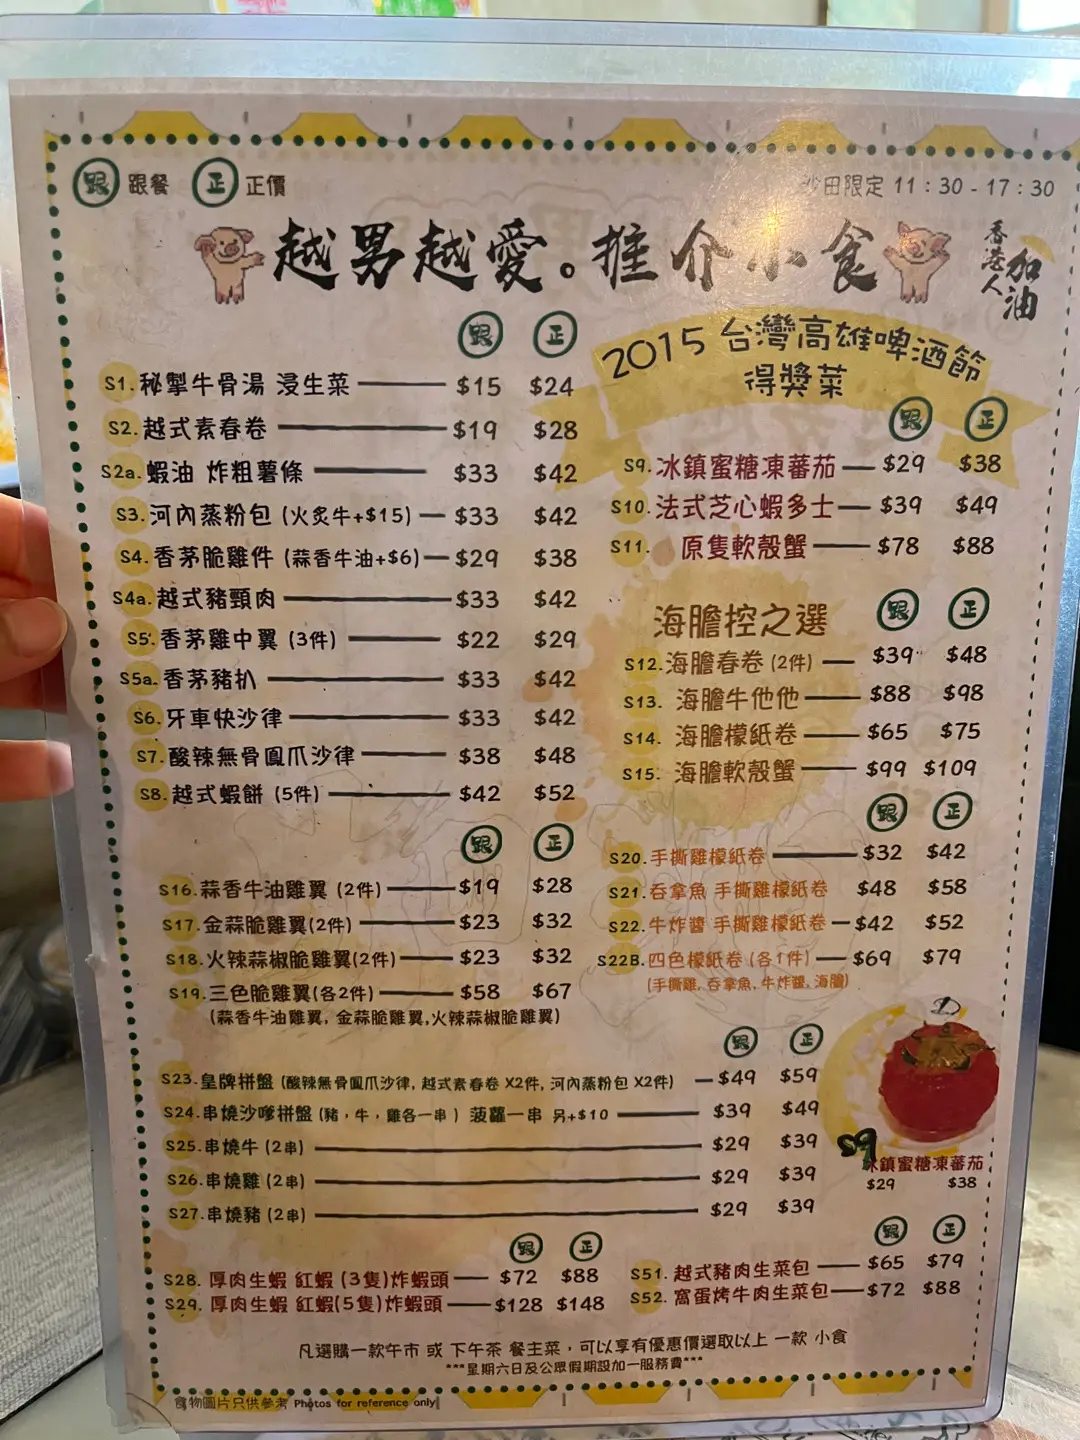 跟 跟餐 正 正價
沙田限定 11：30 - 17：30
越男越愛。推介小食
香港人
加油
跟 正
S1. 秘掣牛骨湯 浸生菜 $15 $24
S2. 越式素春卷 $19 $28
S2a. 蝦油 炸粗薯條 $33 $42
S3. 河內蒸粉包 (火炙牛+$15) $33 $42
S4. 香茅脆雞件 (蒜香牛油+$6) $29 $38
S4a. 越式豬頸肉 $33 $42
S5. 香茅雞中翼 (3件) $22 $29
S5a. 香茅豬扒 $33 $42
S6. 牙車快沙律 $33 $42
S7. 酸辣無骨鳳爪沙律 $38 $48
S8. 越式蝦餅 (5件) $42 $52
跟 正
S16. 蒜香牛油雞翼 (2件) $19 $28
S17. 金蒜脆雞翼(2件) $23 $32
S18. 火辣蒜椒脆雞翼(2件) $23 $32
S19. 三色脆雞翼(各2件) $58 $67
(蒜香牛油雞翼, 金蒜脆雞翼,火辣蒜椒脆雞翼)
2015 台灣高雄啤酒節
得獎菜
跟 正
S9. 冰鎮蜜糖凍蕃茄 $29 $38
S10. 法式芝心蝦多士 $39 $49
S11. 原隻軟殼蟹 $78 $88
海膽控之選 跟 正
S12. 海膽春卷 (2件) $39 $48
S13. 海膽牛他他 $88 $98
S14. 海膽檬紙卷 $65 $75
S15. 海膽軟殼蟹 $99 $109
跟 正
S20. 手撕雞檬紙卷 $32 $42
S21. 吞拿魚 手撕雞檬紙卷 $48 $58
S22. 牛炸醬 手撕雞檬紙卷 $42 $52
S22B. 四色檬紙卷 (各1件) $69 $79
(手撕雞, 吞拿魚, 牛炸醬, 海膽)
跟 正
S23. 皇牌拼盤 (酸辣無骨鳳爪沙律, 越式素春卷 X2件, 河內蒸粉包 X2件) $49 $59
S24. 串燒沙嗲拼盤 (豬，牛，雞各一串) 菠蘿一串 另+$10 $39 $49
S25. 串燒牛 (2串) $29 $39
S26. 串燒雞 (2串) $29 $39
S27. 串燒豬 (2串) $29 $39
S9
冰鎮蜜糖凍蕃茄
$29 $38
跟 正
S28. 厚肉生蝦 紅蝦 (3隻)炸蝦頭 $72 $88
S29. 厚肉生蝦 紅蝦(5隻)炸蝦頭 $128 $148
跟 正
S51. 越式豬肉生菜包 $65 $79
S52. 窩蛋烤牛肉生菜包 $72 $88
凡選購一款午市 或 下午茶 餐主菜，可以享有優惠價選取以上 一款 小食
***星期六日及公眾假期設加一服務費***
食物圖片只供參考 Photos for reference only